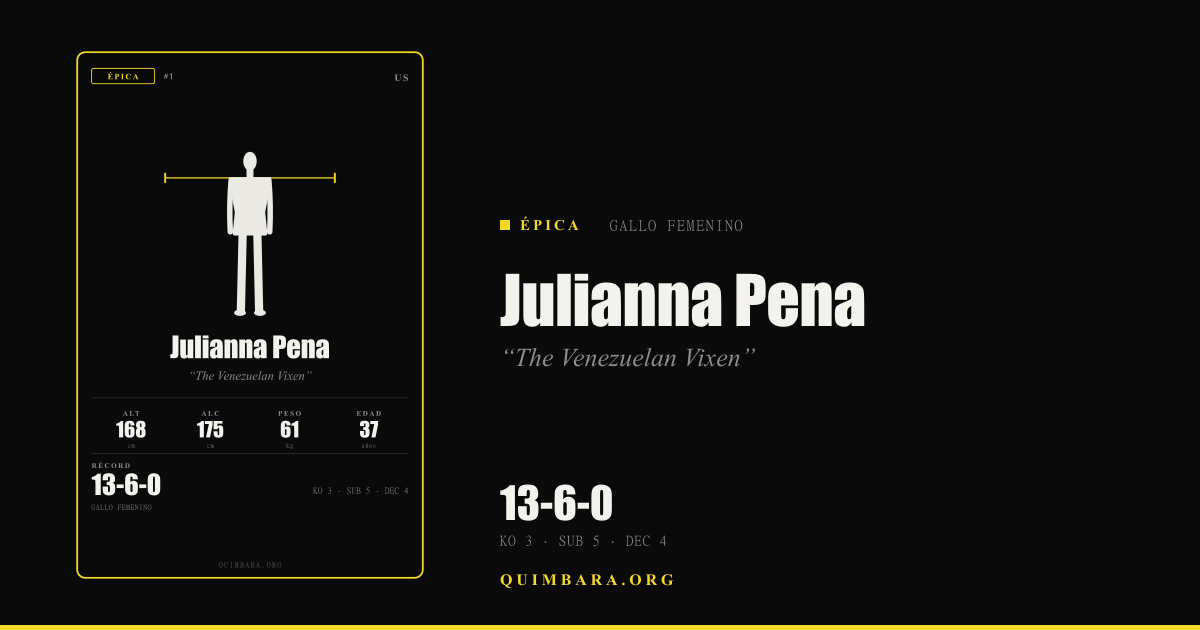 ÉPICA #1 US
Julianna Pena
“The Venezuelan Vixen”
ALT ALC PESO EDAD
168 175 61 37
cm cm kg años
RÉCORD
13-6-0
KO 3 · SUB 5 · DEC 4
GALLO FEMENINO
QUIMBARA.ORG
ÉPICA GALLO FEMENINO
Julianna Pena
“The Venezuelan Vixen”
13-6-0
KO 3 · SUB 5 · DEC 4
QUIMBARA.ORG